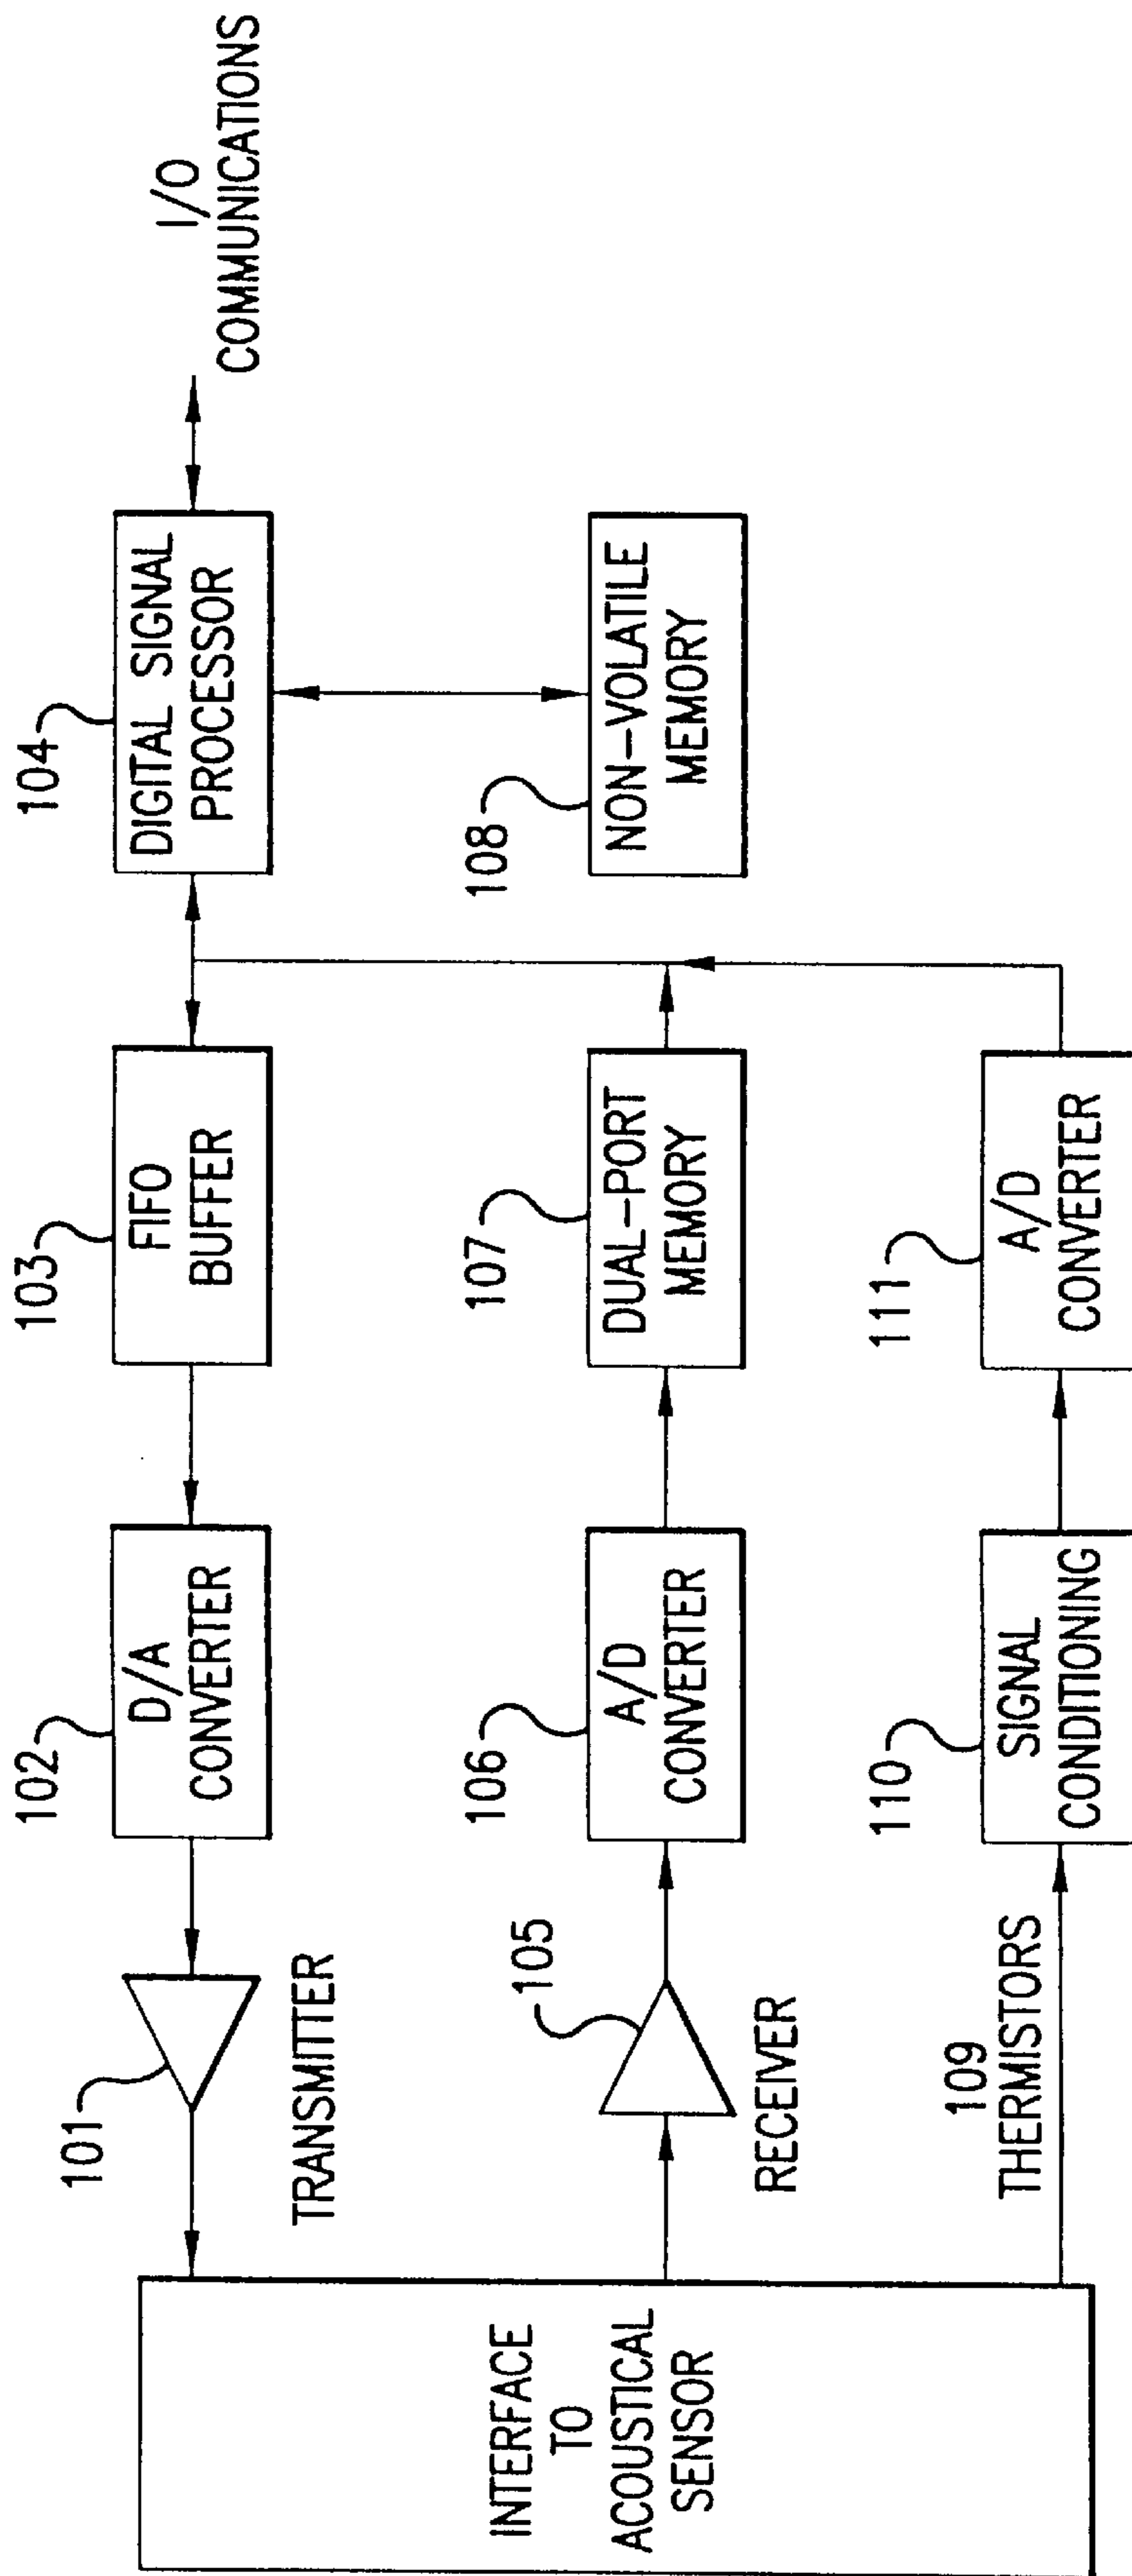 I/O
COMMUNICATIONS
104
DIGITAL SIGNAL
PROCESSOR
103
FIFO
BUFFER
102
D/A
CONVERTER
101
TRANSMITTER
108
NON-VOLATILE
MEMORY
107
DUAL-PORT
MEMORY
106
A/D
CONVERTER
105
RECEIVER
111
A/D
CONVERTER
110
SIGNAL
CONDITIONING
109
THERMISTORS
INTERFACE
TO
ACOUSTICAL
SENSOR